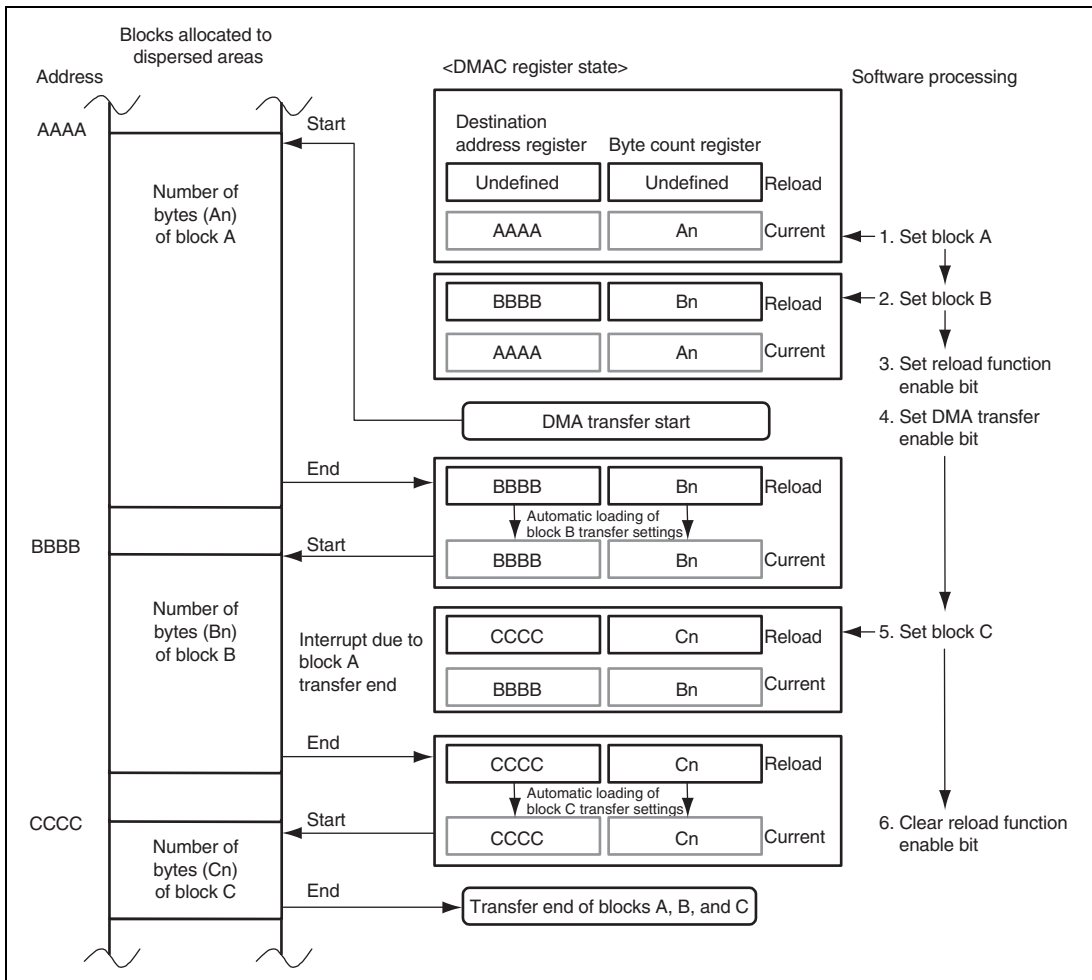 Blocks allocated to
dispersed areas
Address
<DMAC register state>
Software processing
AAAA
Start
Destination
address register
Byte count register
Undefined
Undefined
Reload
Number of
bytes (An)
of block A
AAAA
An
Current
1. Set block A
BBBB
Bn
Reload
2. Set block B
AAAA
An
Current
3. Set reload function
enable bit
DMA transfer start
4. Set DMA transfer
enable bit
End
BBBB
Bn
Reload
Automatic loading of
block B transfer settings
BBBB
Start
BBBB
Bn
Current
Number of
bytes (Bn)
of block B
Interrupt due to
block A
transfer end
CCCC
Cn
Reload
5. Set block C
BBBB
Bn
Current
End
CCCC
Cn
Reload
Automatic loading of
block C transfer settings
CCCC
Start
CCCC
Cn
Current
6. Clear reload function
enable bit
Number of
bytes (Cn)
of block C
End
Transfer end of blocks A, B, and C